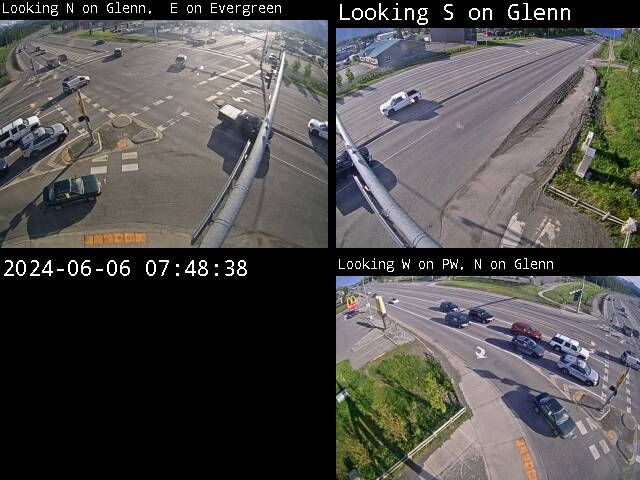 Looking N on Glenn,  E on Evergreen
Looking S on Glenn
2024-06-06 07:48:38
Looking W on PW, N on Glenn